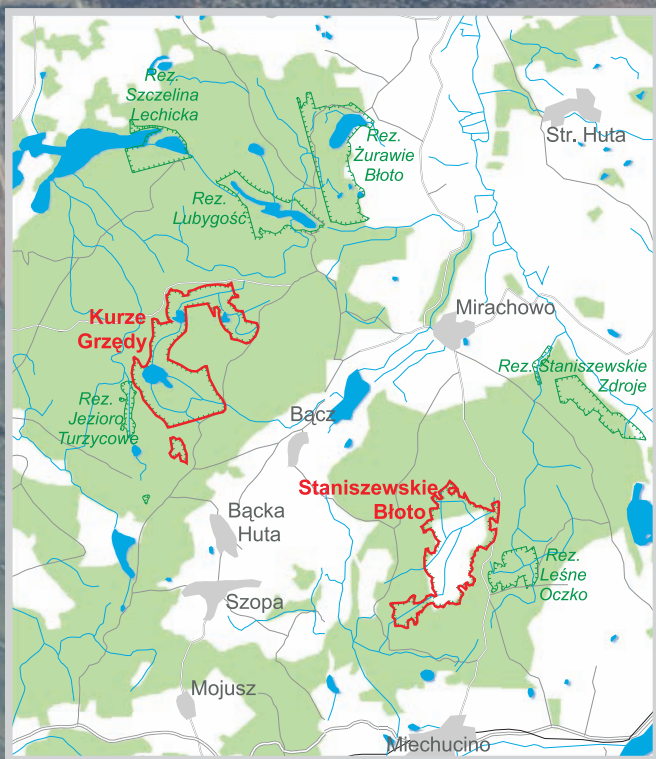 Rez.
Szczelina
Lechicka
Str. Huta
Rez.
Żurawie
Błoto
Rez.
Lubygość
Kurze
Grzędy
Mirachowo
Rez. Staniszewskie
Zdroje
Rez.
Jezioro
Turzycowe
Bącz
Staniszewskie
Błoto
Bącka
Huta
Rez.
Leśne
Oczko
Szopa
Mojusz
Miechucino